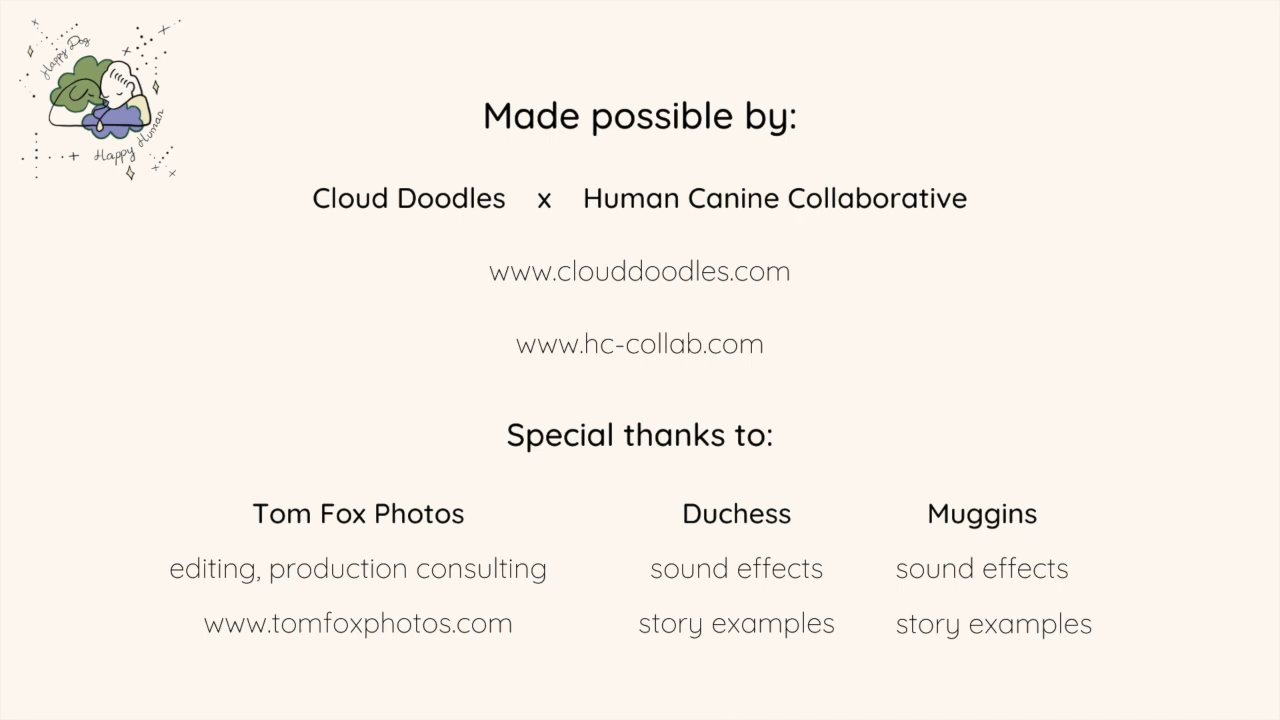 Happy Dog
Happy Human
Made possible by:
Cloud Doodles x Human Canine Collaborative
www.clouddoodles.com
www.hc-collab.com
Special thanks to:
Tom Fox Photos Duchess Muggins
editing, production consulting sound effects sound effects
www.tomfoxphotos.com story examples story examples